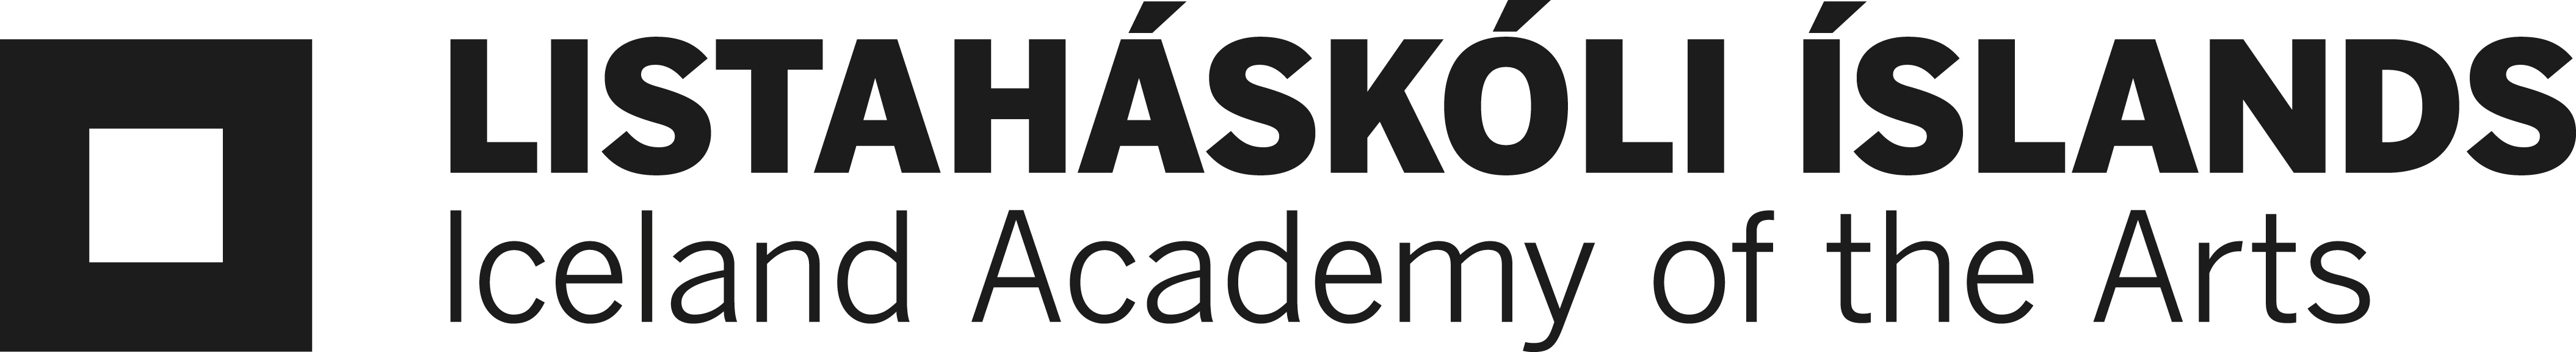 LISTAHÁSKÓLI ÍSLANDS
Iceland Academy of the Arts